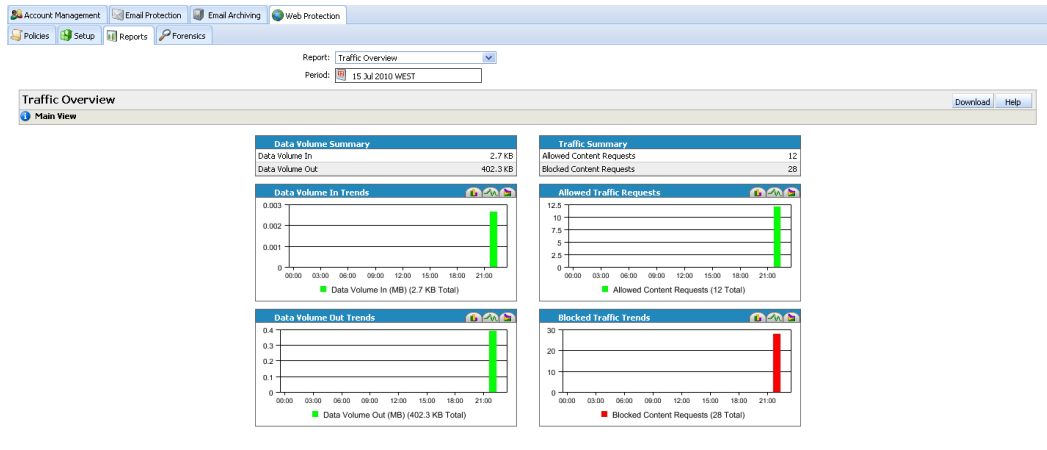 Account Management Email Protection Email Archiving Web Protection
Policies Setup Reports Forensics
Report: Traffic Overview
Period: 15 Jul 2010 WEST
Traffic Overview Download Help
Main View
Data Volume Summary
Data Volume In 2.7 KB
Data Volume Out 402.3 KB
Traffic Summary
Allowed Content Requests 12
Blocked Content Requests 28
Data Volume In Trends
0.003
0.002
0.001
0
00:00 03:00 06:00 09:00 12:00 15:00 18:00 21:00
Data Volume In (MB) (2.7 KB Total)
Allowed Traffic Requests
12.5
10
7.5
5
2.5
0
00:00 03:00 06:00 09:00 12:00 15:00 18:00 21:00
Allowed Content Requests (12 Total)
Data Volume Out Trends
0.4
0.3
0.2
0.1
0
00:00 03:00 06:00 09:00 12:00 15:00 18:00 21:00
Data Volume Out (MB) (402.3 KB Total)
Blocked Traffic Trends
30
20
10
0
00:00 03:00 06:00 09:00 12:00 15:00 18:00 21:00
Blocked Content Requests (28 Total)